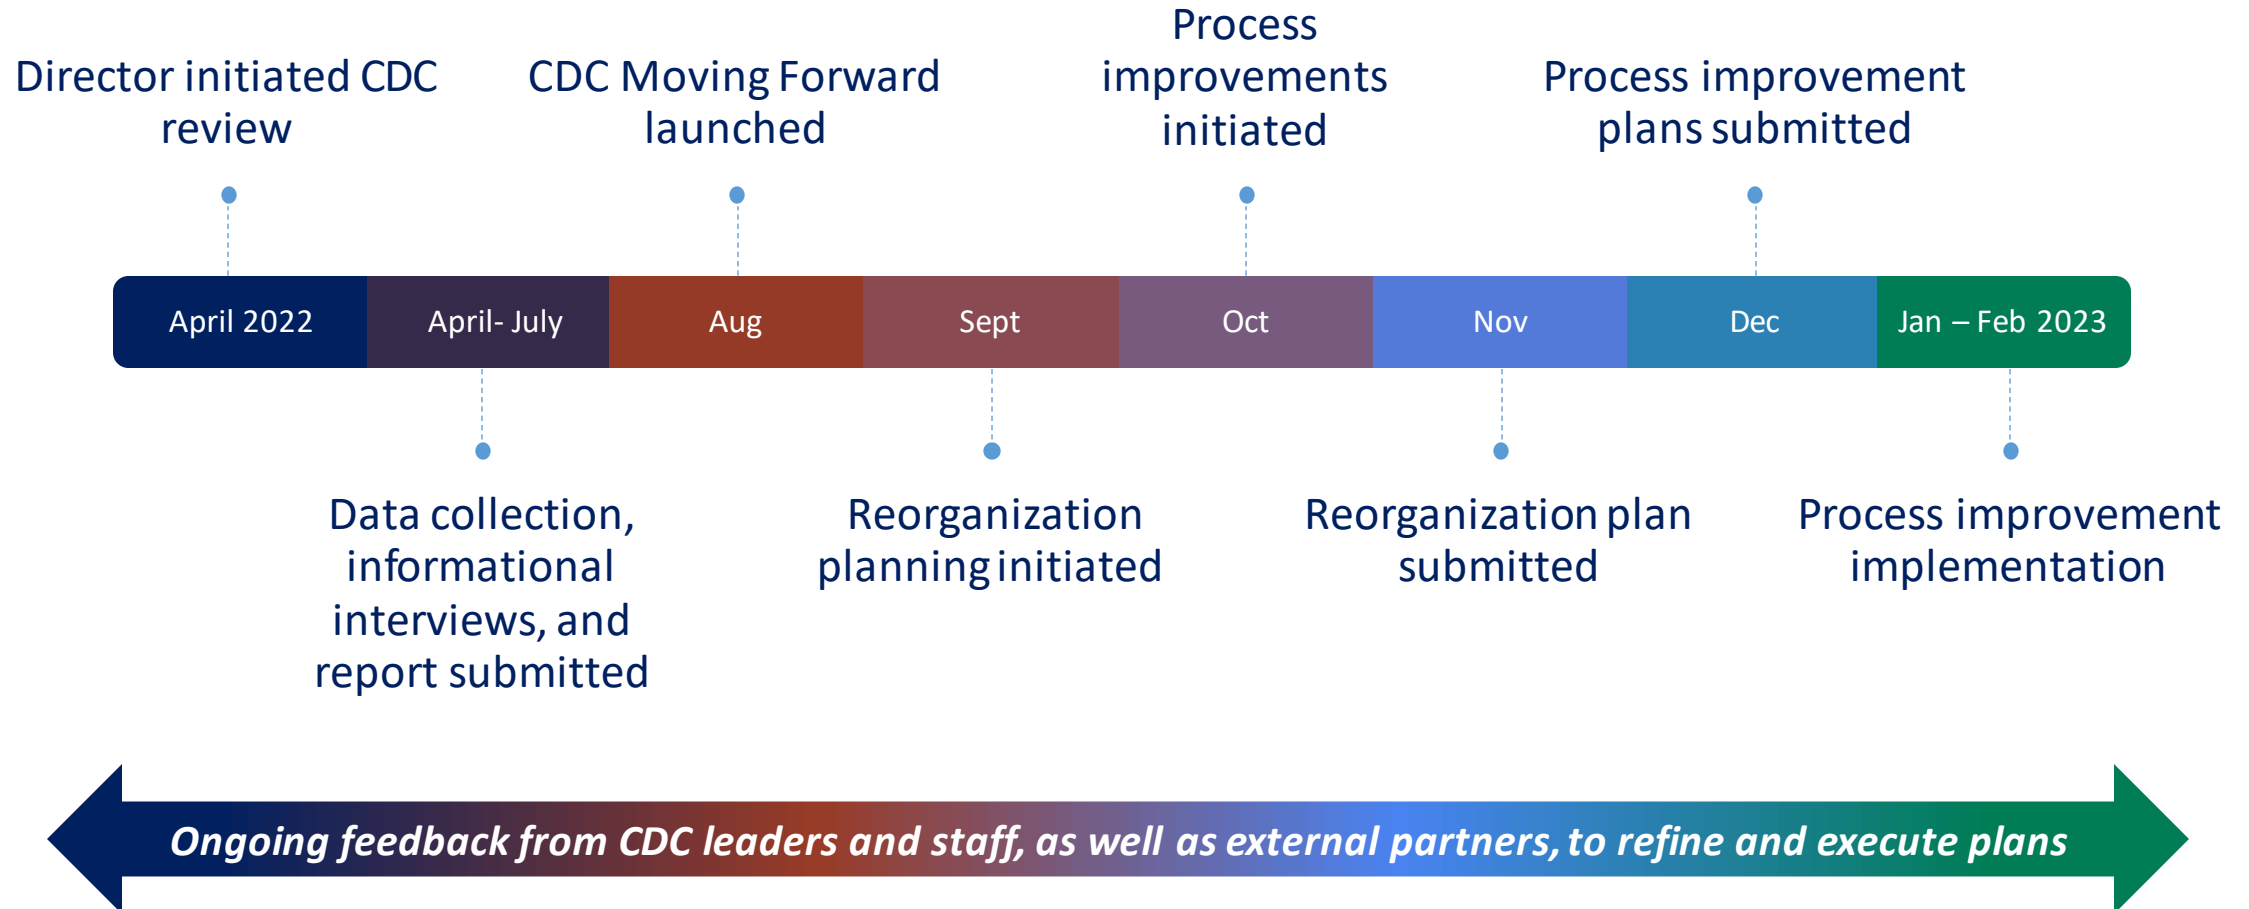 Director initiated CDC
review
CDC Moving Forward
launched
Process
improvements
initiated
Process improvement
plans submitted
April 2022
April- July
Aug
Sept
Oct
Nov
Dec
Jan – Feb 2023
Data collection,
informational
interviews, and
report submitted
Reorganization
planning initiated
Reorganization plan
submitted
Process improvement
implementation
Ongoing feedback from CDC leaders and staff, as well as external partners, to refine and execute plans